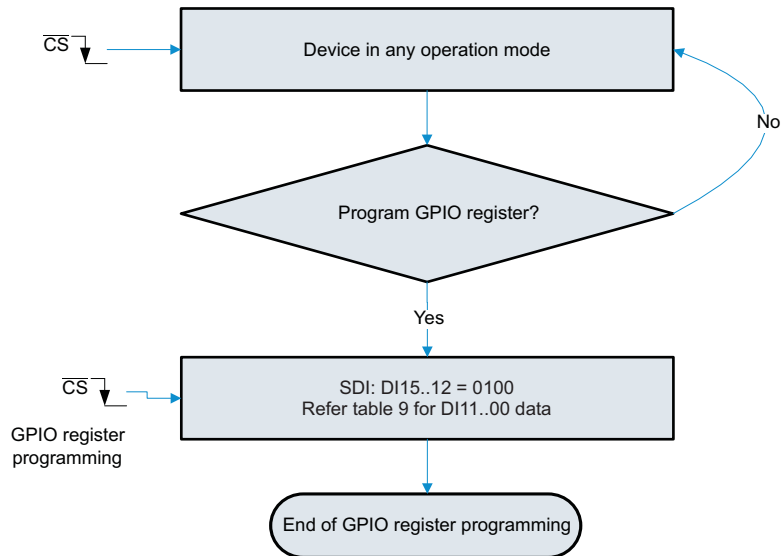 CS
Device in any operation mode
No
Program GPIO register?
Yes
CS
SDI: DI15..12 = 0100
Refer table 9 for DI11..00 data
GPIO register
programming
End of GPIO register programming